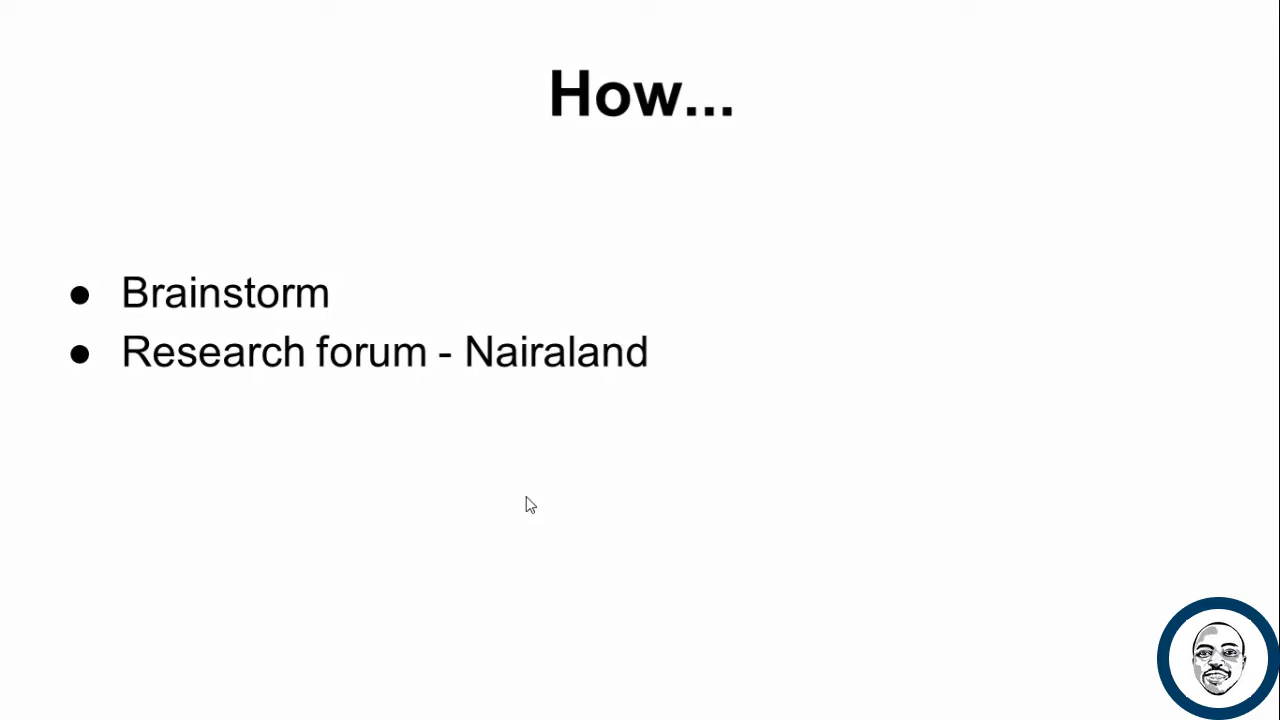 How...
● Brainstorm
● Research forum - Nairaland